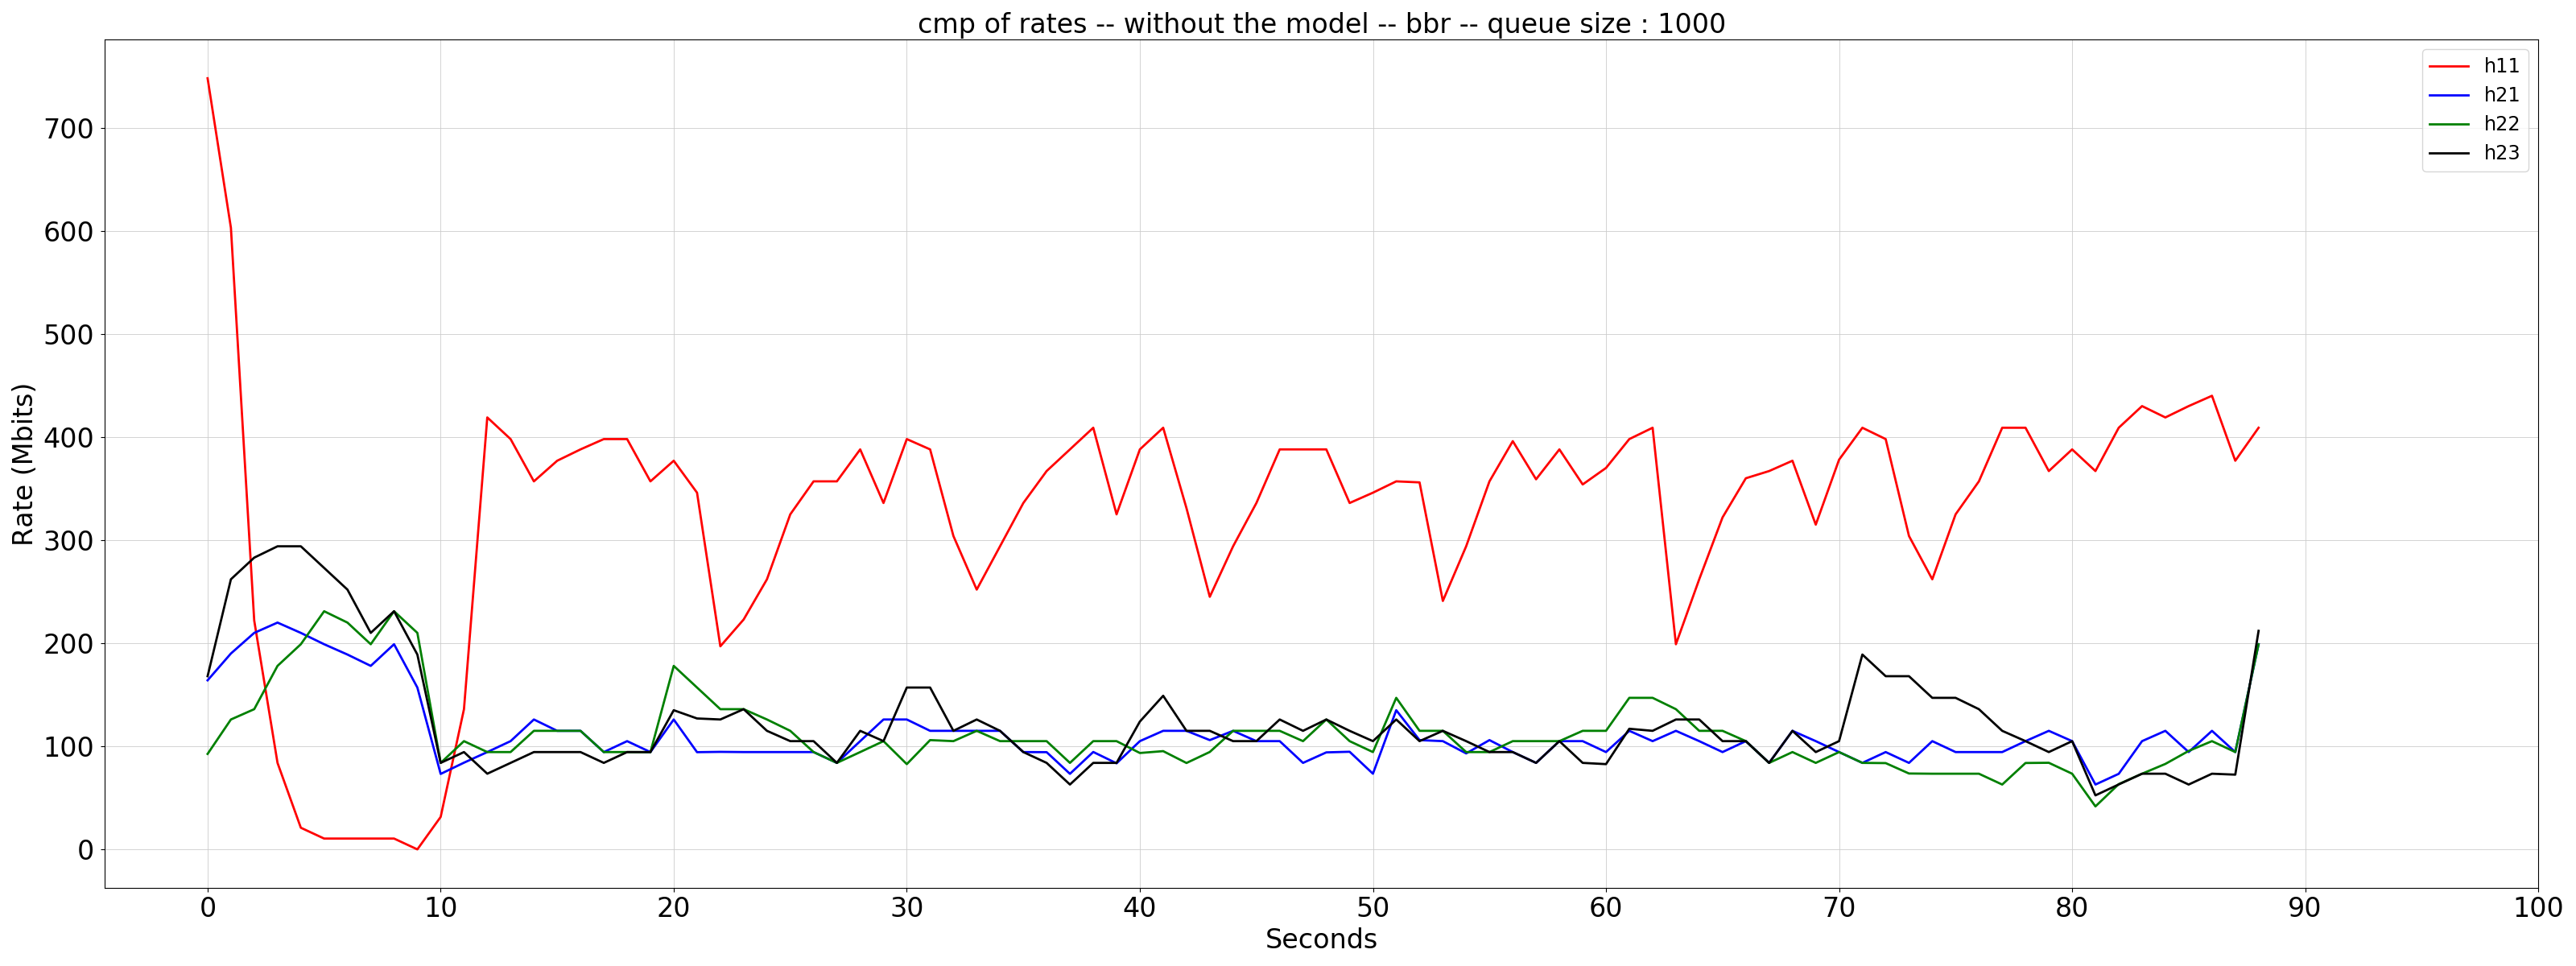 cmp of rates -- without the model -- bbr -- queue size : 1000
h11
h21
h22
h23
Rate (Mbits)
700
600
500
400
300
200
100
0
0 10 20 30 40 50 60 70 80 90 100
Seconds